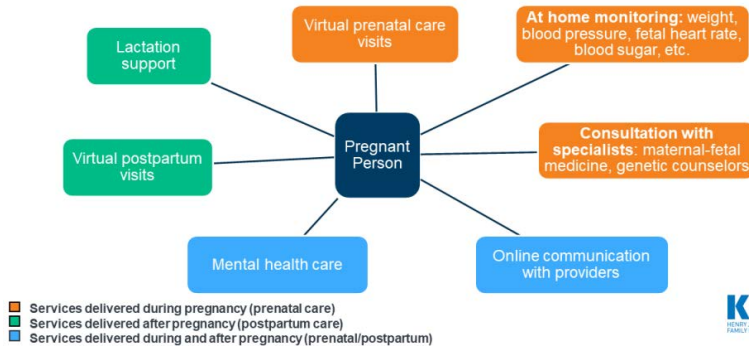 Lactation
support
Virtual prenatal care
visits
At home monitoring: weight,
blood pressure, fetal heart rate,
blood sugar, etc.
Virtual postpartum
visits
Pregnant
Person
Consultation with
specialists: maternal-fetal
medicine, genetic counselors
Mental health care
Online communication
with providers
Services delivered during pregnancy (prenatal care)
Services delivered after pregnancy (postpartum care)
Services delivered during and after pregnancy (prenatal/postpartum)
K
HENRY
FAMILY